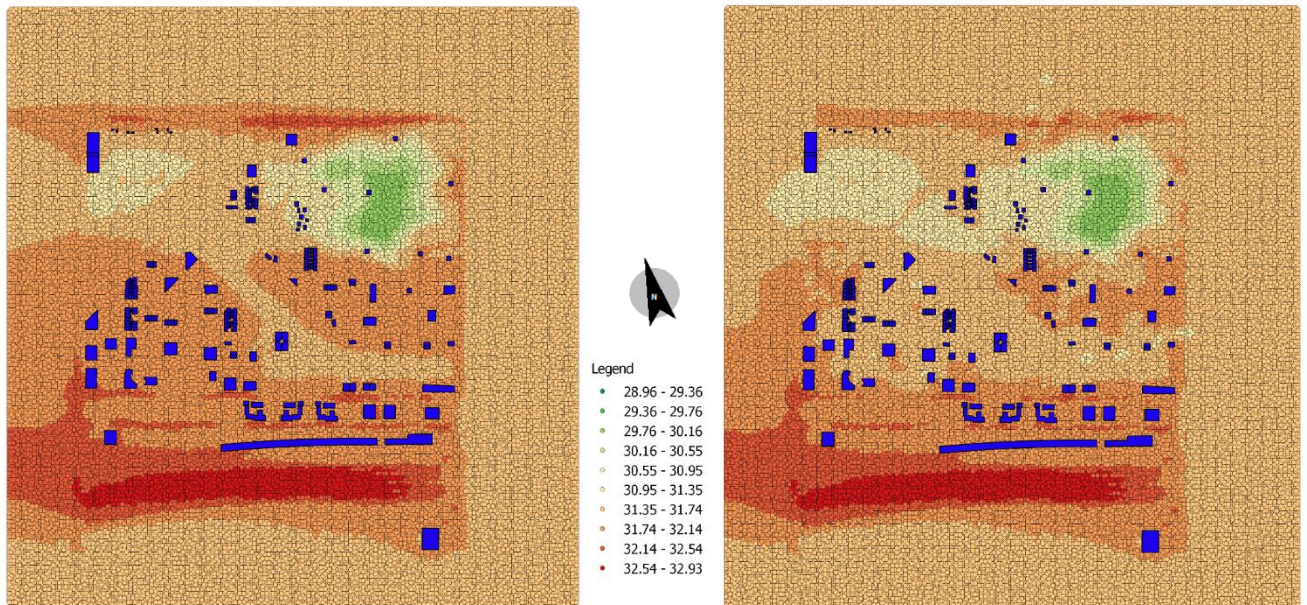 N
Legend
28.96 - 29.36
29.36 - 29.76
29.76 - 30.16
30.16 - 30.55
30.55 - 30.95
30.95 - 31.35
31.35 - 31.74
31.74 - 32.14
32.14 - 32.54
32.54 - 32.93